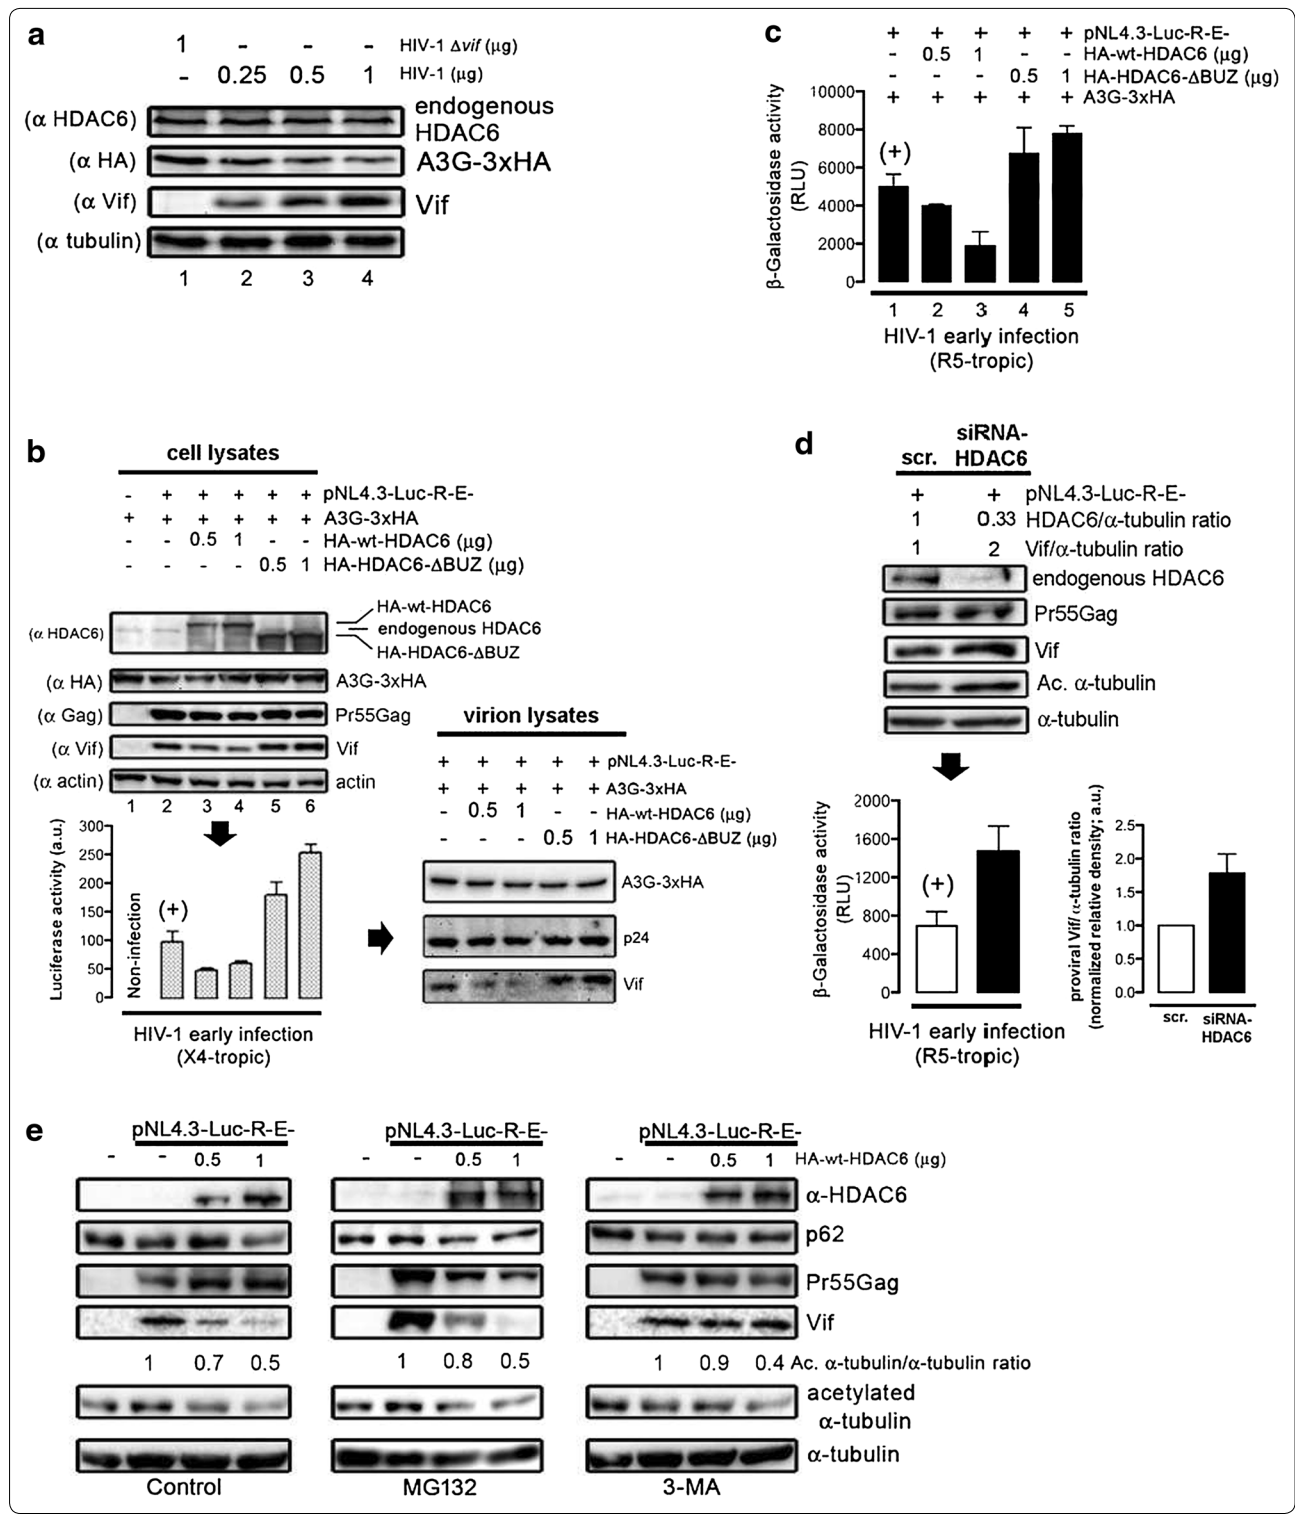 a
1 - - - HIV-1 Δvif (μg)
- 0.25 0.5 1 HIV-1 (μg)
(α HDAC6) endogenous
HDAC6
(α HA) A3G-3xHA
(α Vif) Vif
(α tubulin)
1 2 3 4
c
+ + + + + pNL4.3-Luc-R-E-
- 0.5 1 - - HA-wt-HDAC6 (μg)
- - - 0.5 1 HA-HDAC6-ΔBUZ (μg)
+ + + + + A3G-3xHA
β-Galactosidase activity
(RLU)
10000
8000
6000
4000
2000
0
(+)
1 2 3 4 5
HIV-1 early infection
(R5-tropic)
b
cell lysates
- + + + + + pNL4.3-Luc-R-E-
+ + + + + + A3G-3xHA
- - 0.5 1 - - HA-wt-HDAC6 (μg)
- - - - 0.5 1 HA-HDAC6-ΔBUZ (μg)
(α HDAC6)
HA-wt-HDAC6
endogenous HDAC6
HA-HDAC6-ΔBUZ
(α HA) A3G-3xHA
(α Gag) Pr55Gag
(α Vif) Vif
(α actin) actin
1 2 3 4 5 6
Luciferase activity (a.u.)
300
250
200
150
100
50
0
Non-infection
(+)
HIV-1 early infection
(X4-tropic)
virion lysates
+ + + + + pNL4.3-Luc-R-E-
+ + + + + A3G-3xHA
- 0.5 1 - - HA-wt-HDAC6 (μg)
- - - 0.5 1 HA-HDAC6-ΔBUZ (μg)
A3G-3xHA
p24
Vif
d
scr. siRNA-
HDAC6
+ + pNL4.3-Luc-R-E-
1 0.33 HDAC6/α-tubulin ratio
1 2 Vif/α-tubulin ratio
endogenous HDAC6
Pr55Gag
Vif
Ac. α-tubulin
α-tubulin
β-Galactosidase activity
(RLU)
2000
1600
1200
800
400
0
(+)
HIV-1 early infection
(R5-tropic)
proviral Vif/ α-tubulin ratio
(normalized relative density; a.u.)
2.5
2.0
1.5
1.0
0.5
0.0
scr. siRNA-
HDAC6
e
pNL4.3-Luc-R-E- pNL4.3-Luc-R-E- pNL4.3-Luc-R-E-
- - 0.5 1 - - 0.5 1 - - 0.5 1 HA-wt-HDAC6 (μg)
α-HDAC6
p62
Pr55Gag
Vif
1 0.7 0.5 1 0.8 0.5 1 0.9 0.4 Ac. α-tubulin/α-tubulin ratio
acetylated
α-tubulin
α-tubulin
Control MG132 3-MA